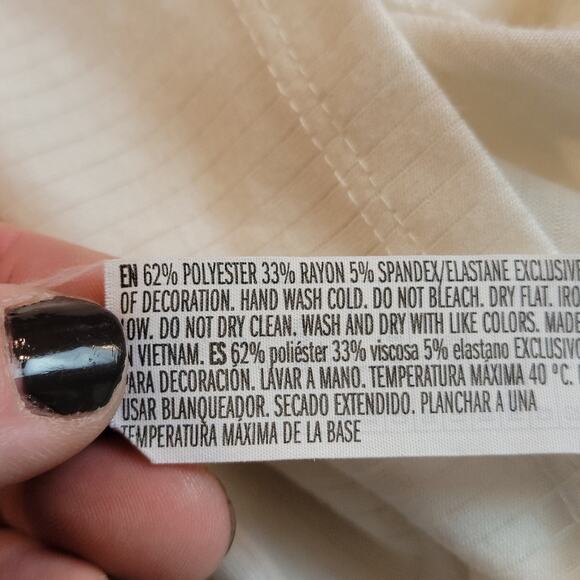 EN 62% POLYESTER 33% RAYON 5% SPANDEX/ELASTANE EXCLUSIVE
OF DECORATION. HAND WASH COLD. DO NOT BLEACH. DRY FLAT. IRO
OW. DO NOT DRY CLEAN. WASH AND DRY WITH LIKE COLORS. MADE
N VIETNAM. ES 62% poliéster 33% viscosa 5% elastano EXCLUSIVO
PARA DECORACIÓN. LAVAR A MANO. TEMPERATURA MÁXIMA 40 °C.
USAR BLANQUEADOR. SECADO EXTENDIDO. PLANCHAR A UNA
TEMPERATURA MÁXIMA DE LA BASE